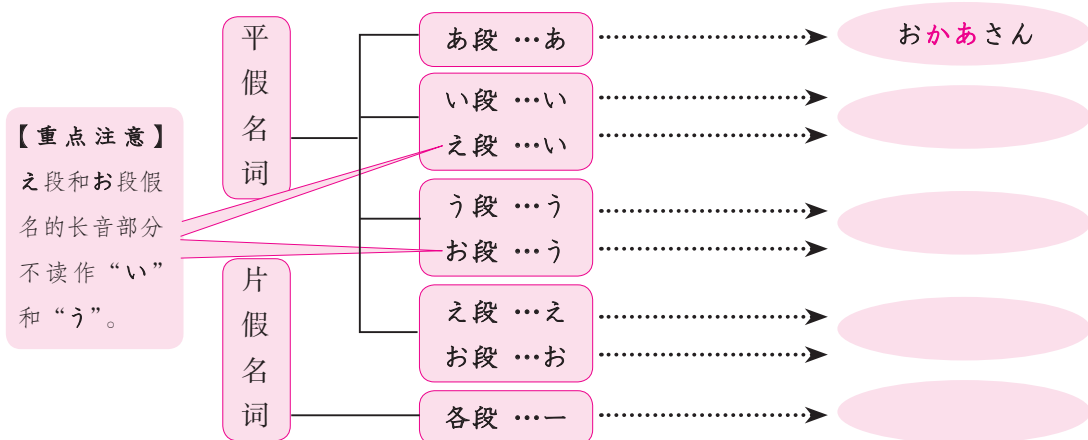 【重点注意】
え段和お段假
名的长音部分
不读作“い”
和“う”。
平假名词
片假名词
あ段 …あ
い段 …い
え段 …い
う段 …う
お段 …う
え段 …え
お段 …お
各段 …ー
おかあさん